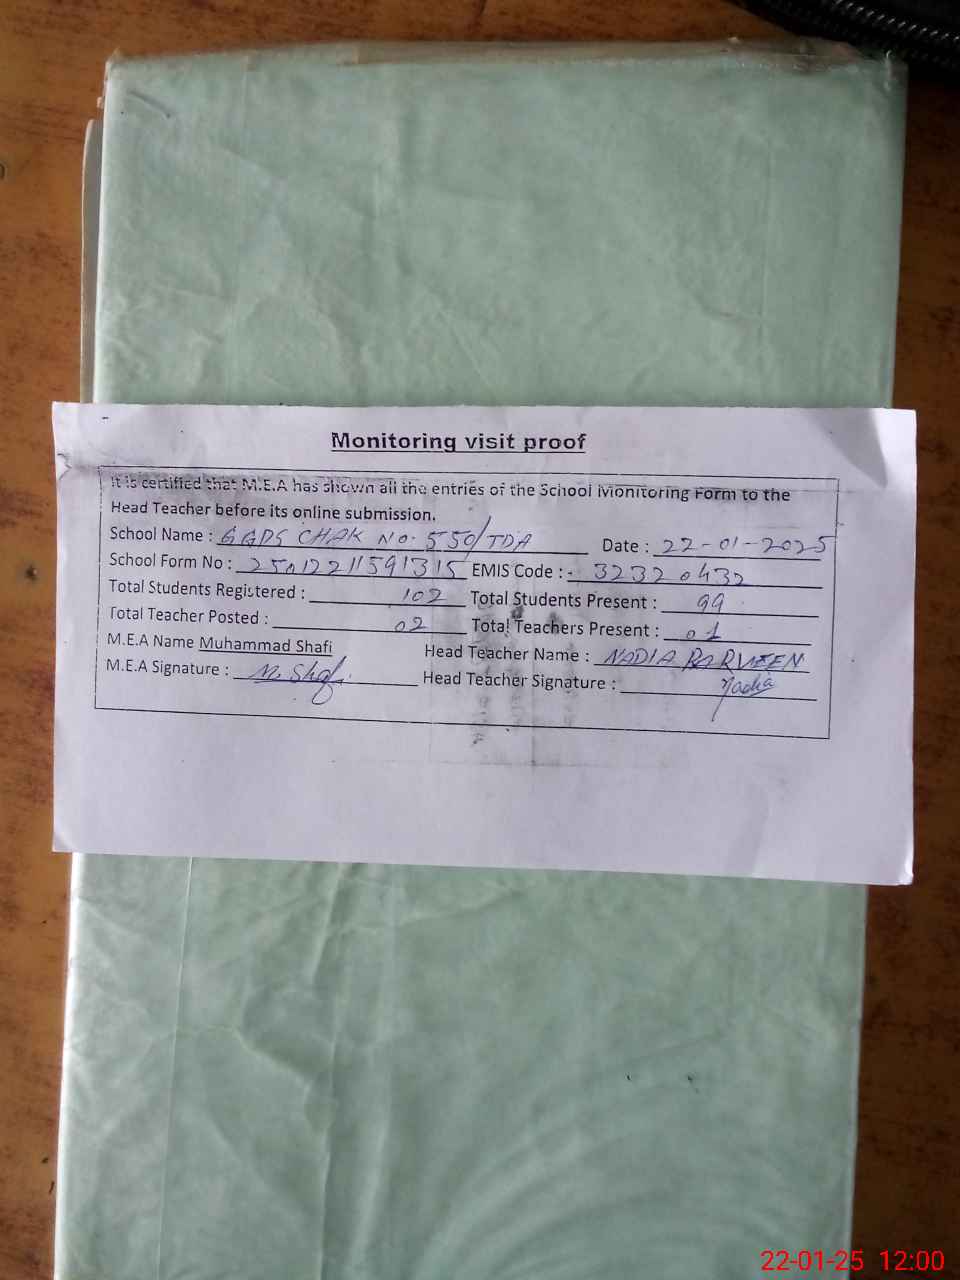 Monitoring visit proof
It is certified that M.E.A has shown all the entries of the School Monitoring Form to the
Head Teacher before its online submission.
School Name : GGPS CHAK NO. 550/TDA Date : 22-01-2025
School Form No : 25012211591315 EMIS Code : 32320432
Total Students Registered : 102 Total Students Present : 99
Total Teacher Posted : 02 Total Teachers Present : 01
M.E.A Name Muhammad Shafi Head Teacher Name : NADIA PARVEEN
M.E.A Signature : M. Shafi Head Teacher Signature : Nadia
22-01-25 12:00